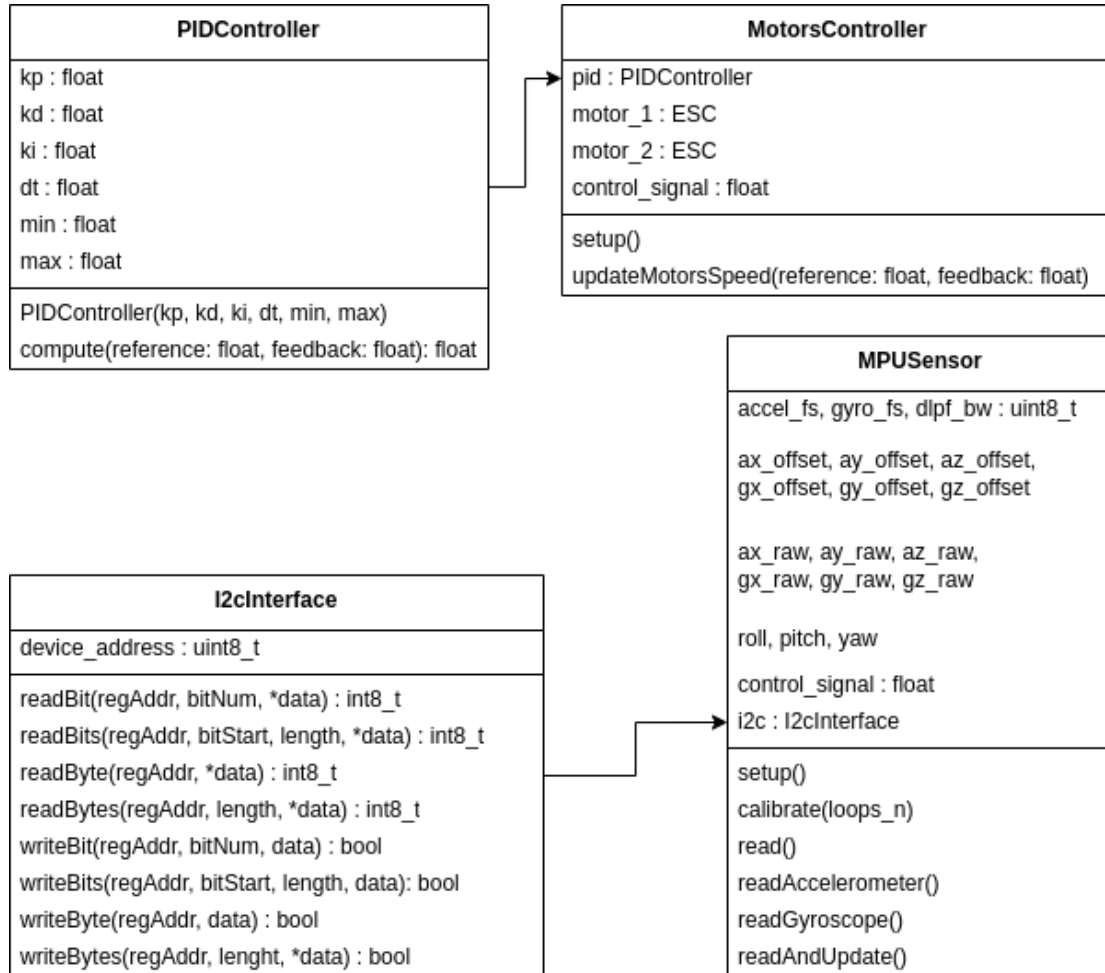 PIDController
kp : float
kd : float
ki : float
dt : float
min : float
max : float
PIDController(kp, kd, ki, dt, min, max)
compute(reference: float, feedback: float): float
MotorsController
pid : PIDController
motor_1 : ESC
motor_2 : ESC
control_signal : float
setup()
updateMotorsSpeed(reference: float, feedback: float)
I2cInterface
device_address : uint8_t
readBit(regAddr, bitNum, *data) : int8_t
readBits(regAddr, bitStart, length, *data) : int8_t
readByte(regAddr, *data) : int8_t
readBytes(regAddr, length, *data) : int8_t
writeBit(regAddr, bitNum, data) : bool
writeBits(regAddr, bitStart, length, data): bool
writeByte(regAddr, data) : bool
writeBytes(regAddr, lenght, *data) : bool
MPUSensor
accel_fs, gyro_fs, dlpf_bw : uint8_t
ax_offset, ay_offset, az_offset,
gx_offset, gy_offset, gz_offset
ax_raw, ay_raw, az_raw,
gx_raw, gy_raw, gz_raw
roll, pitch, yaw
control_signal : float
i2c : I2cInterface
setup()
calibrate(loops_n)
read()
readAccelerometer()
readGyroscope()
readAndUpdate()